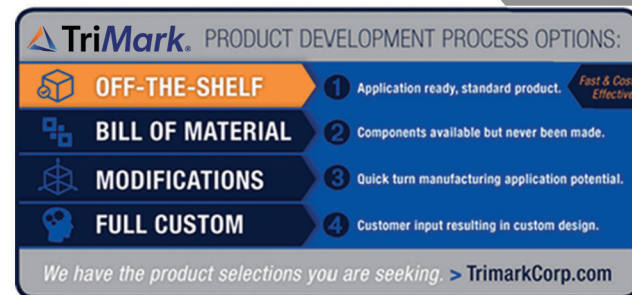 TriMark. PRODUCT DEVELOPMENT PROCESS OPTIONS:
OFF-THE-SHELF 1 Application ready, standard product. Fast & Cost
Effective
BILL OF MATERIAL 2 Components available but never been made.
MODIFICATIONS 3 Quick turn manufacturing application potential.
FULL CUSTOM 4 Customer input resulting in custom design.
We have the product selections you are seeking. > TrimarkCorp.com